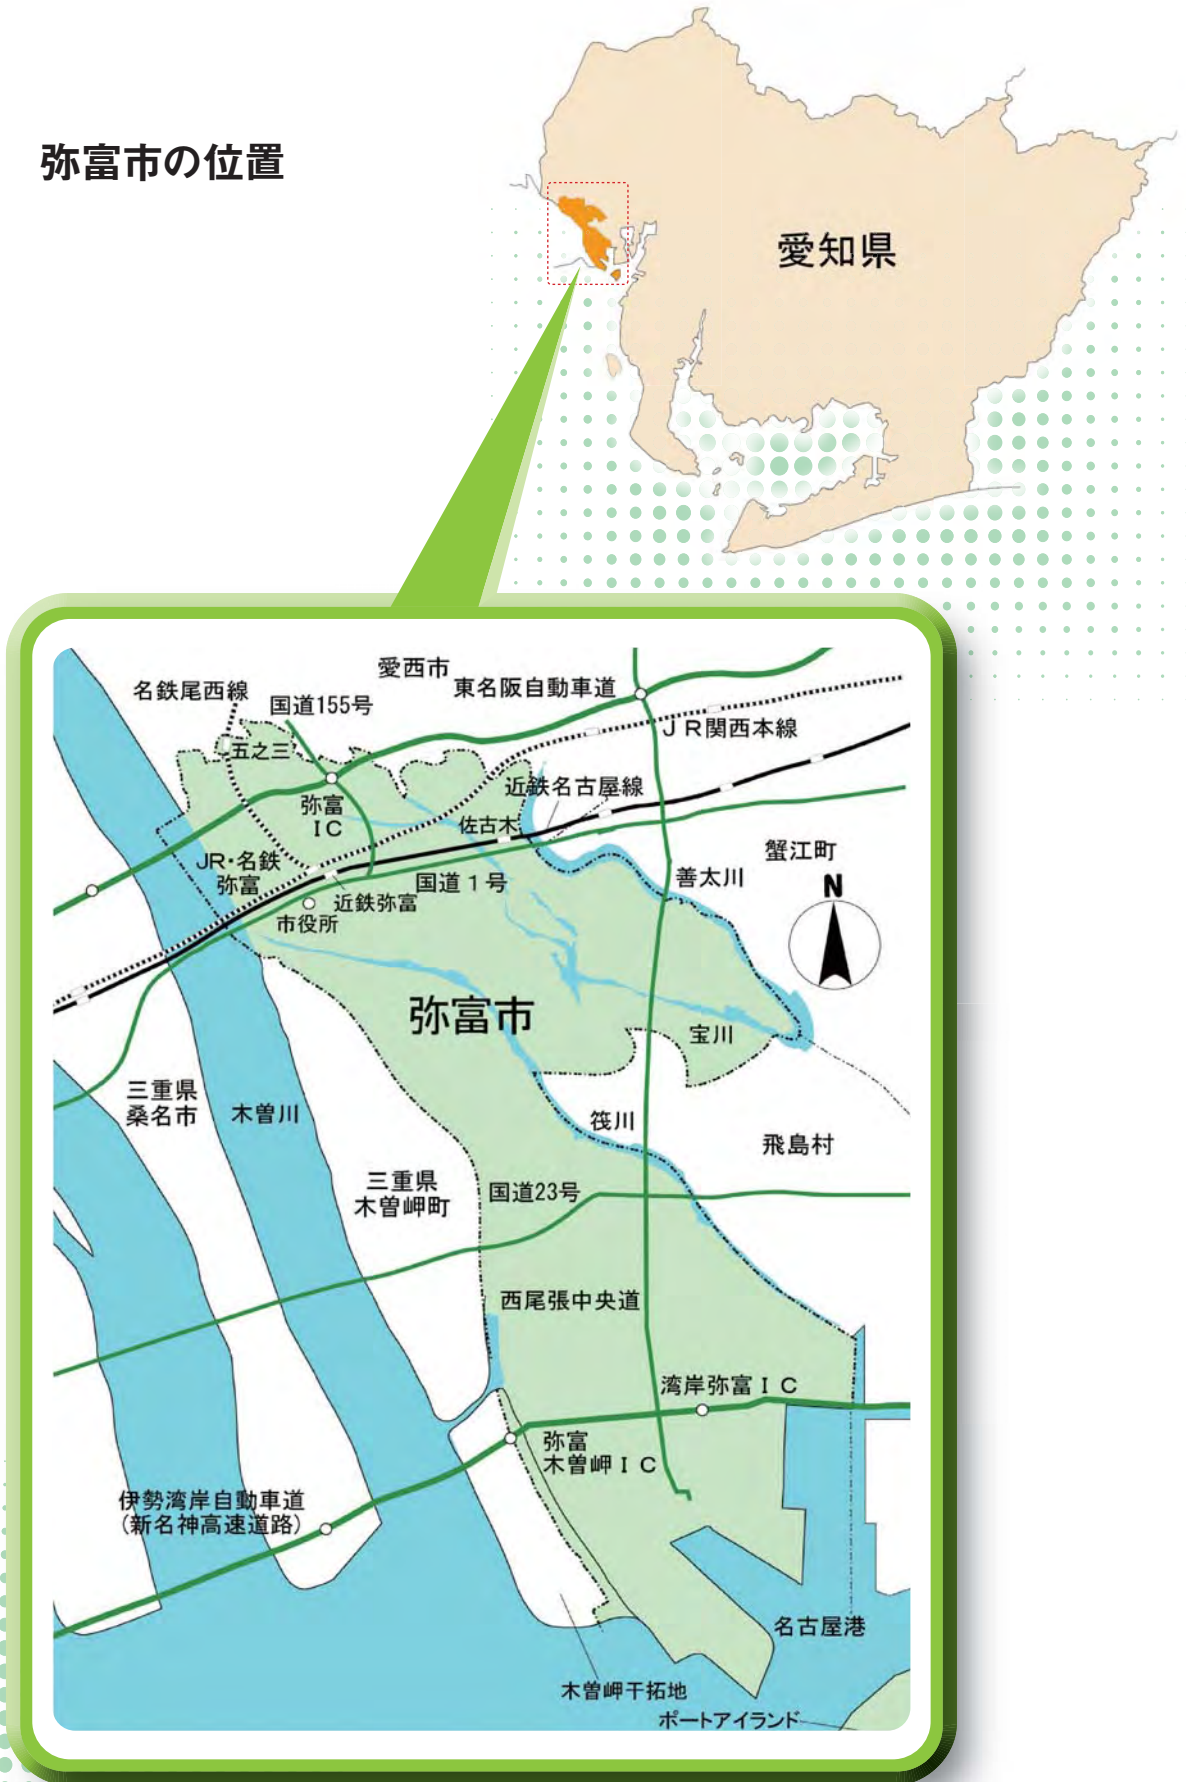 弥富市の位置
愛知県
愛西市
名鉄尾西線
国道155号
東名阪自動車道
JR関西本線
五之三
近鉄名古屋線
弥富
IC
佐古木
蟹江町
JR・名鉄
弥富
善太川
国道1号
近鉄弥富
市役所
N
弥富市
宝川
三重県
桑名市
木曽川
筏川
飛島村
三重県
木曽岬町
国道23号
西尾張中央道
湾岸弥富IC
弥富
木曽岬IC
伊勢湾岸自動車道
(新名神高速道路)
名古屋港
木曽岬干拓地
ポートアイランド